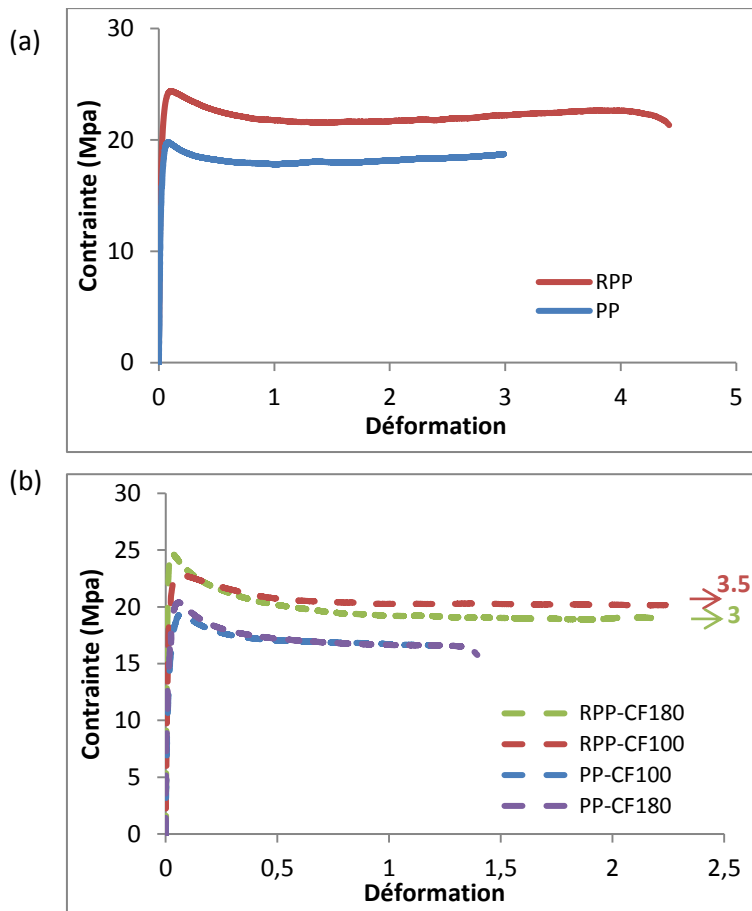 (a)
30
20
10
0
Contrainte (Mpa)
RPP
PP
0 1 2 3 4 5
Déformation
(b)
30
25
20
15
10
5
0
Contrainte (Mpa)
3.5
3
RPP-CF180
RPP-CF100
PP-CF100
PP-CF180
0 0,5 1 1,5 2 2,5
Déformation